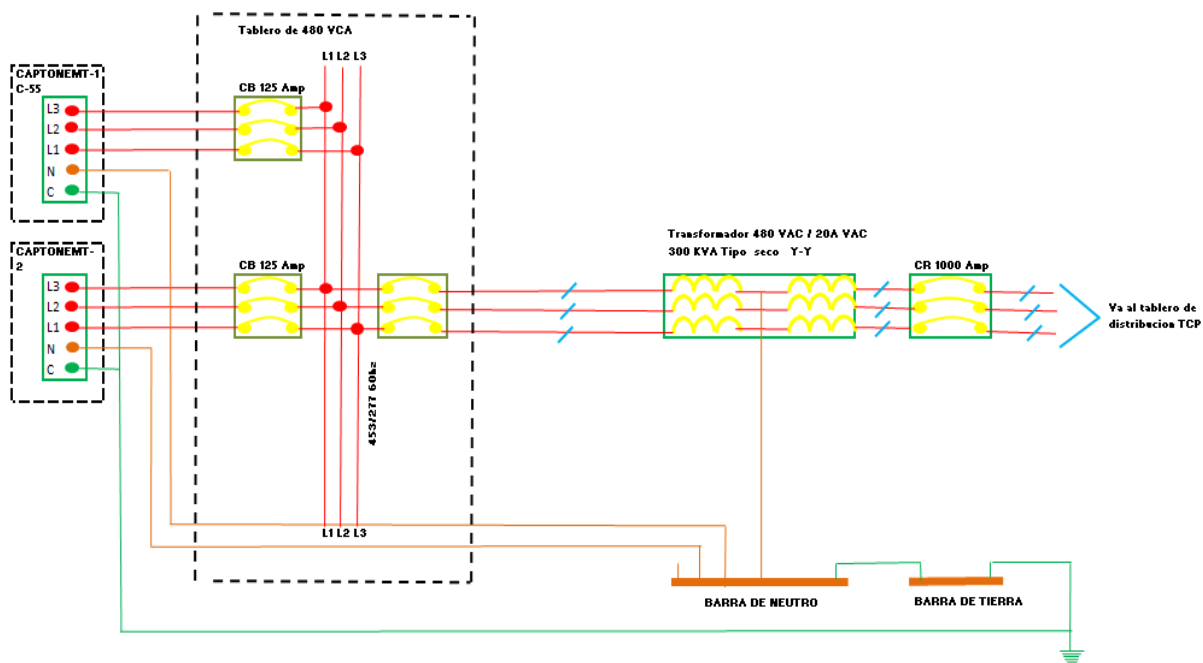 Tablero de 480 VCA
L1 L2 L3
CAPTONEMT-1
C-55
L3
L2
L1
N
C
CB 125 Amp
CAPTONEMT-
2
L3
L2
L1
N
C
CB 125 Amp
453/277 60hz
L1 L2 L3
Transformador 480 VAC / 20A VAC
300 KVA Tipo seco Y-Y
CR 1000 Amp
Va al tablero de
distribucion TCP
BARRA DE NEUTRO
BARRA DE TIERRA